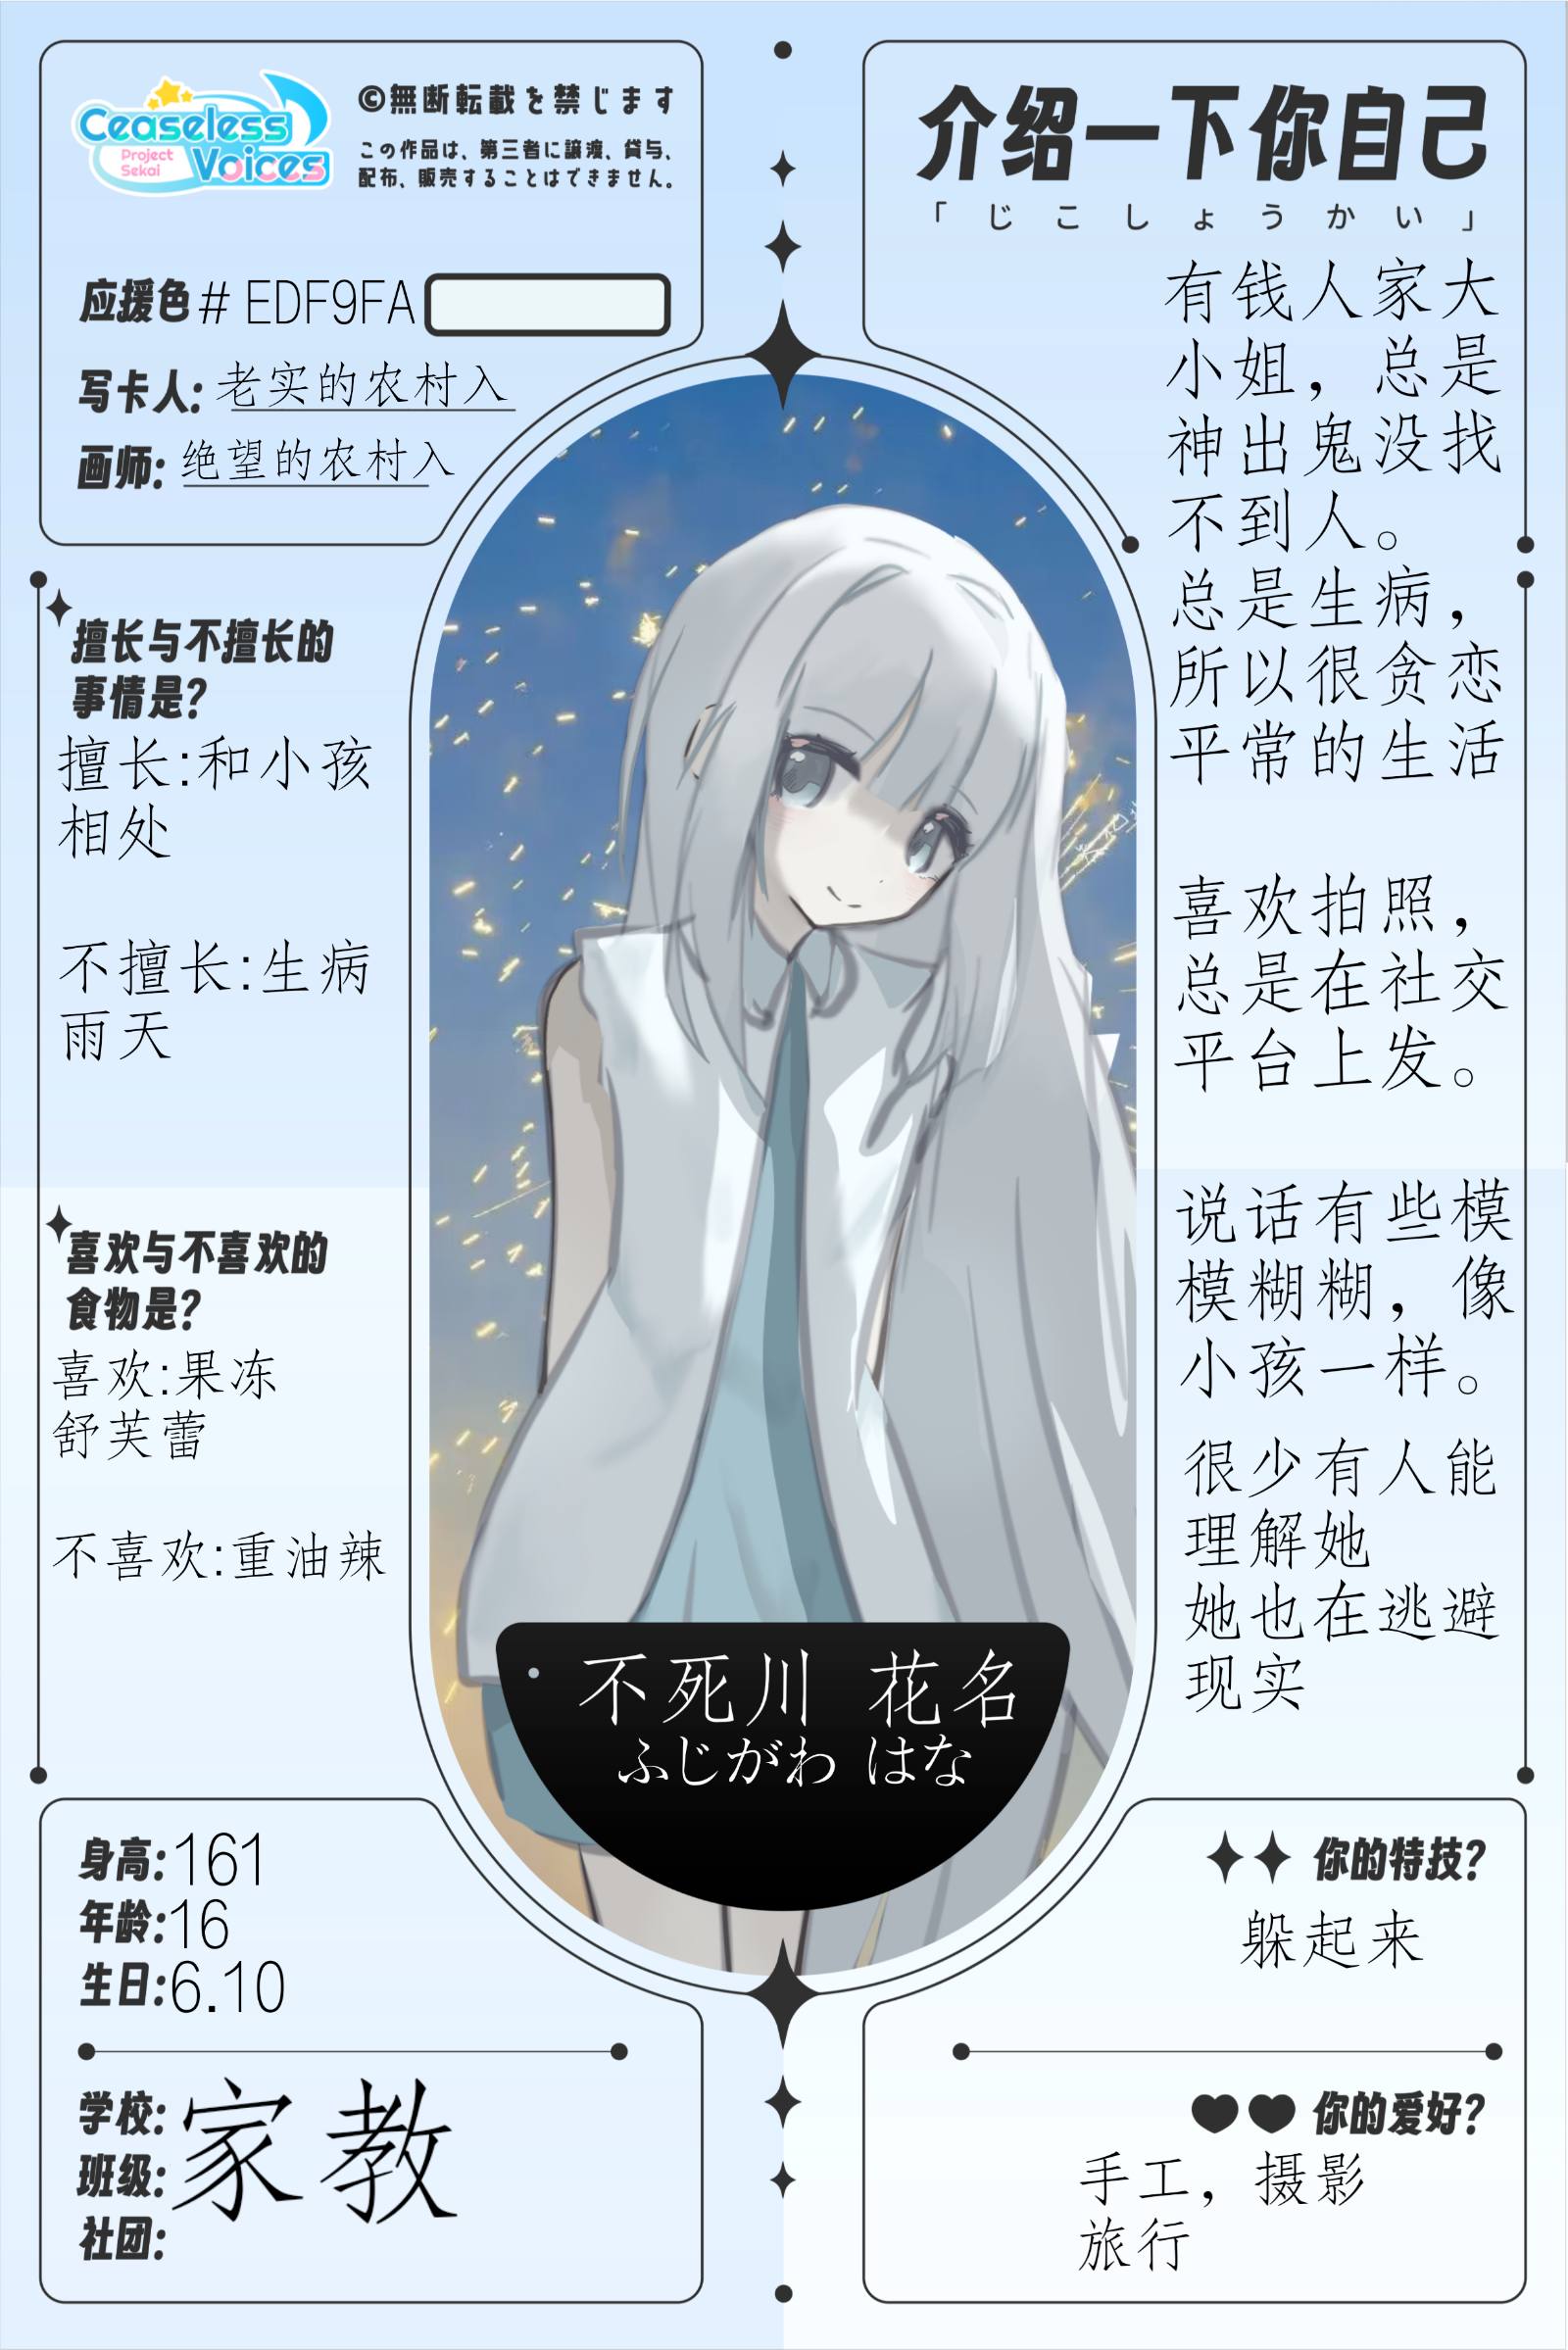 Ceaseless
Project
Sekai
Voices
©無断転載を禁じます
この作品は、第三者に譲渡、貸与、
配布、販売することはできません。
应援色# EDF9FA
写卡人:老实的农村入
画师:绝望的农村入
擅长与不擅长的
事情是?
擅长:和小孩
相处
不擅长:生病
雨天
喜欢与不喜欢的
食物是?
喜欢:果冻
舒芙蕾
不喜欢:重油辣
介绍一下你自己
「じこしょうかい」
有钱人家大
小姐，总是
神出鬼没找
不到人。
总是生病，
所以很贪恋
平常的生活
喜欢拍照，
总是在社交
平台上发。
说话有些模
模糊糊，像
小孩一样。
很少有人能
理解她
她也在逃避
现实
不死川 花名
ふじがわ はな
身高:161
年龄:16
生日:6.10
学校:
班级:
社团:
家教
你的特技?
躲起来
你的爱好?
手工，摄影
旅行